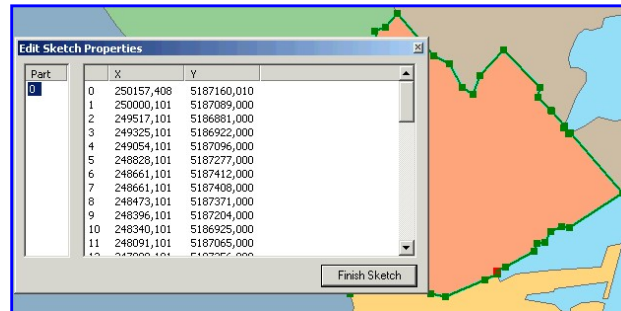 Edit Sketch Properties
Part X Y
0 0 250157,408 5187160,010
1 250000,101 5187089,000
2 249517,101 5186881,000
3 249325,101 5186922,000
4 249054,101 5187096,000
5 248828,101 5187277,000
6 248661,101 5187412,000
7 248661,101 5187408,000
8 248473,101 5187371,000
9 248396,101 5187204,000
10 248340,101 5186925,000
11 248091,101 5187065,000
Finish Sketch